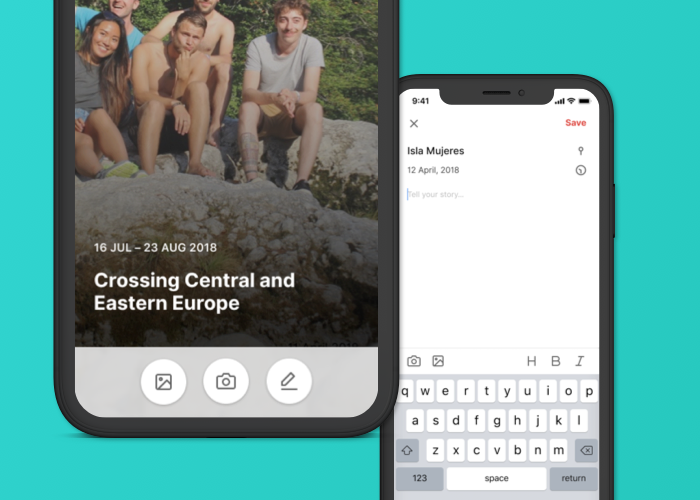 16 JUL – 23 AUG 2018
Crossing Central and
Eastern Europe
9:41
Save
Isla Mujeres
12 April, 2018
Tell your story...
H B I
q w e r t y u i o p
a s d f g h j k l
z x c v b n m
123 space return